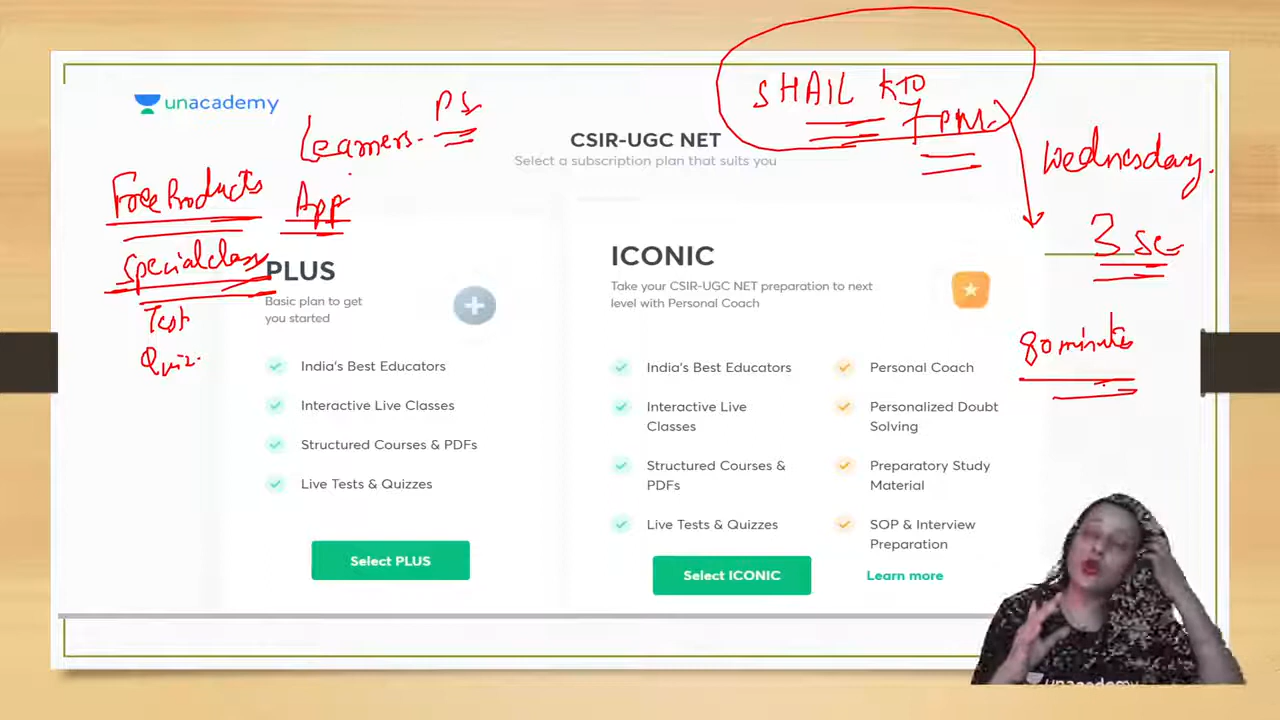 unacademy
Learners. PS
SHAIL KTO
7 PM.
CSIR-UGC NET
Select a subscription plan that suits you
Wednesday.
Free Products
App
Special class
3 Sc
Test
Quiz.
80 minutes
PLUS
Basic plan to get
you started
India's Best Educators
Interactive Live Classes
Structured Courses & PDFs
Live Tests & Quizzes
Select PLUS
ICONIC
Take your CSIR-UGC NET preparation to next
level with Personal Coach
India's Best Educators
Interactive Live
Classes
Structured Courses &
PDFs
Live Tests & Quizzes
Personal Coach
Personalized Doubt
Solving
Preparatory Study
Material
SOP & Interview
Preparation
Select ICONIC
Learn more
unacademy